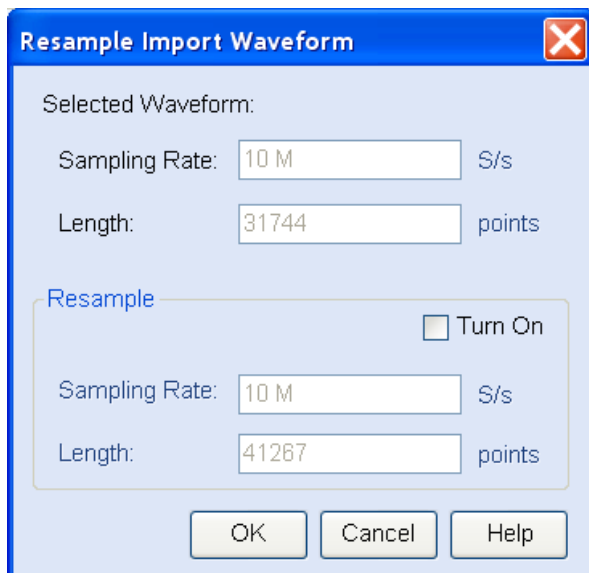 Resample Import Waveform
Selected Waveform:
Sampling Rate: 10 M S/s
Length: 31744 points
Resample
Turn On
Sampling Rate: 10 M S/s
Length: 41267 points
OK Cancel Help